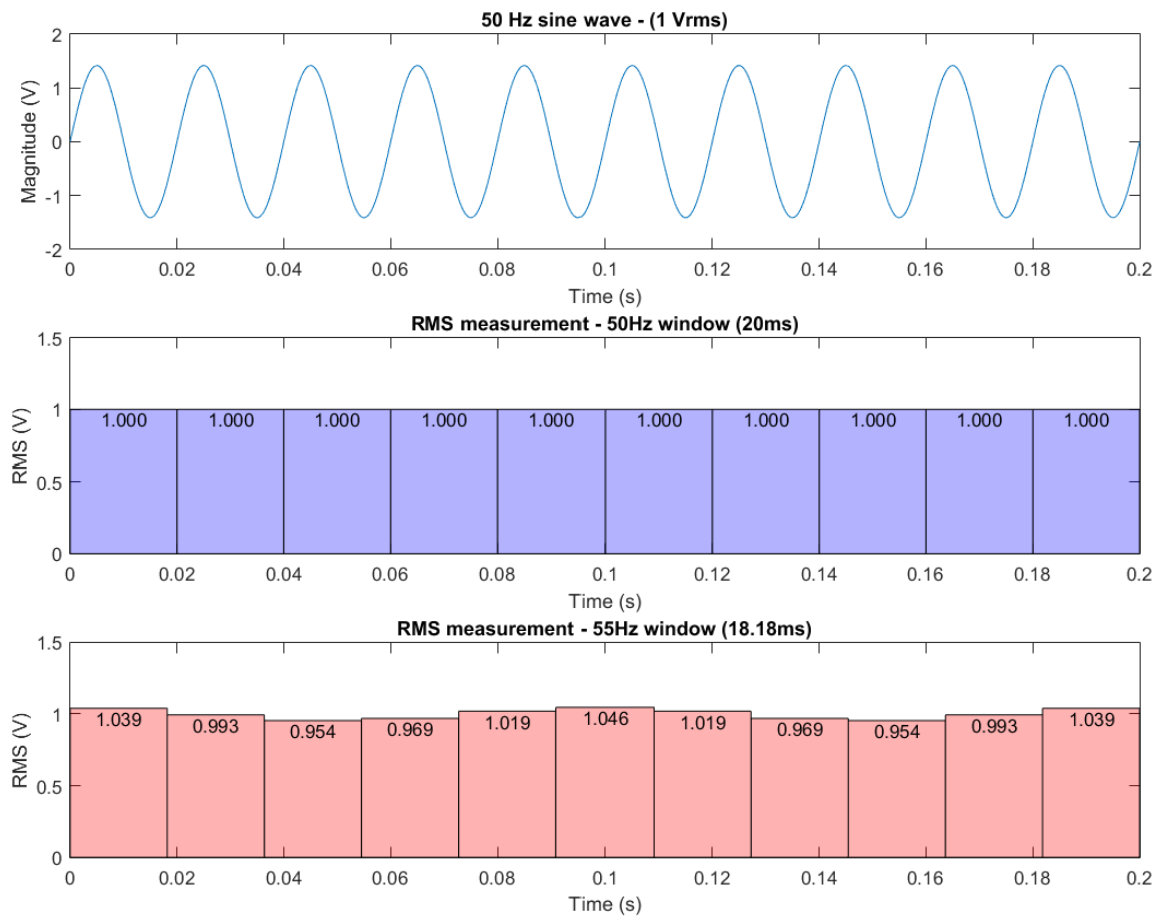 50 Hz sine wave - (1 Vrms)
2
1
0
-1
-2
Magnitude (V)
0 0.02 0.04 0.06 0.08 0.1 0.12 0.14 0.16 0.18 0.2
Time (s)
RMS measurement - 50Hz window (20ms)
1.5
1
0.5
0
RMS (V)
1.000 1.000 1.000 1.000 1.000 1.000 1.000 1.000 1.000 1.000
0 0.02 0.04 0.06 0.08 0.1 0.12 0.14 0.16 0.18 0.2
Time (s)
RMS measurement - 55Hz window (18.18ms)
1.5
1
0.5
0
RMS (V)
1.039 0.993 0.954 0.969 1.019 1.046 1.019 0.969 0.954 0.993 1.039
0 0.02 0.04 0.06 0.08 0.1 0.12 0.14 0.16 0.18 0.2
Time (s)